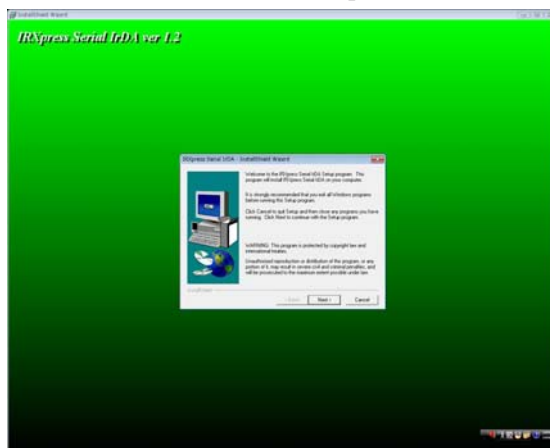 InstallShield Wizard
IRXpress Serial IrDA ver 1.2
IRXpress Serial IrDA - InstallShield Wizard
Welcome to the IRXpress Serial IrDA Setup program. This
program will install IRXpress Serial IrDA on your computer.
It is strongly recommended that you exit all Windows programs
before running this Setup program.
Click Cancel to quit Setup and then close any programs you have
running. Click Next to continue with the Setup program.
WARNING: This program is protected by copyright law and
international treaties.
Unauthorized reproduction or distribution of this program, or any
portion of it, may result in severe civil and criminal penalties, and
will be prosecuted to the maximum extent possible under law.
InstallShield
< Back
Next >
Cancel